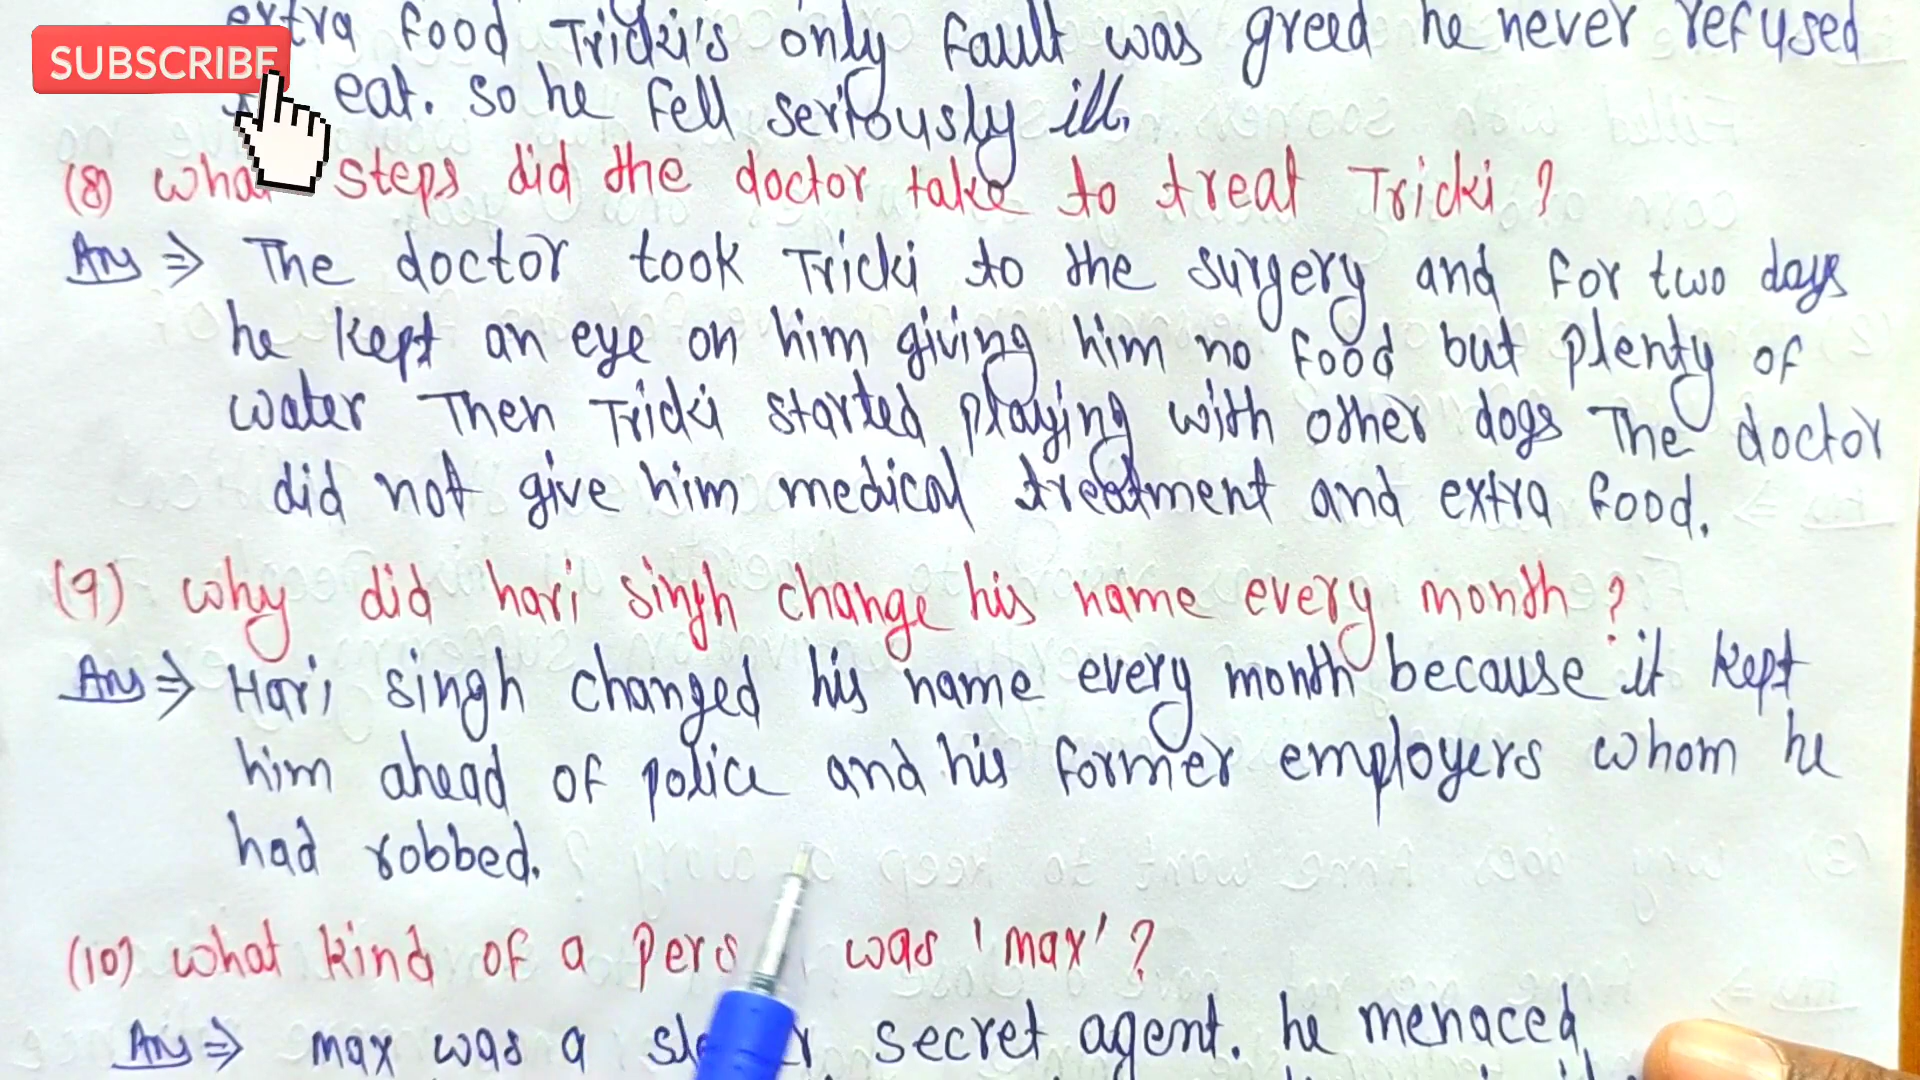 extra food Tricki's only fault was greed he never refused
SUBSCRIBE
eat. so he fell seriously ill.
(8) what steps did the doctor take to treat Tricki ?
Ans ⇒ The doctor took Tricki to the surgery and for two days
he kept an eye on him giving him no food but plenty of
water Then Tricki started playing with other dogs The doctor
did not give him medical treatment and extra food.
(9) why did hari singh change his name every month ?
Ans ⇒ Hari singh changed his name every month because it kept
him ahead of police and his former employers whom he
had robbed.
(10) what kind of a was 'max' ?
Ans ⇒ max was a secret agent. he menaced